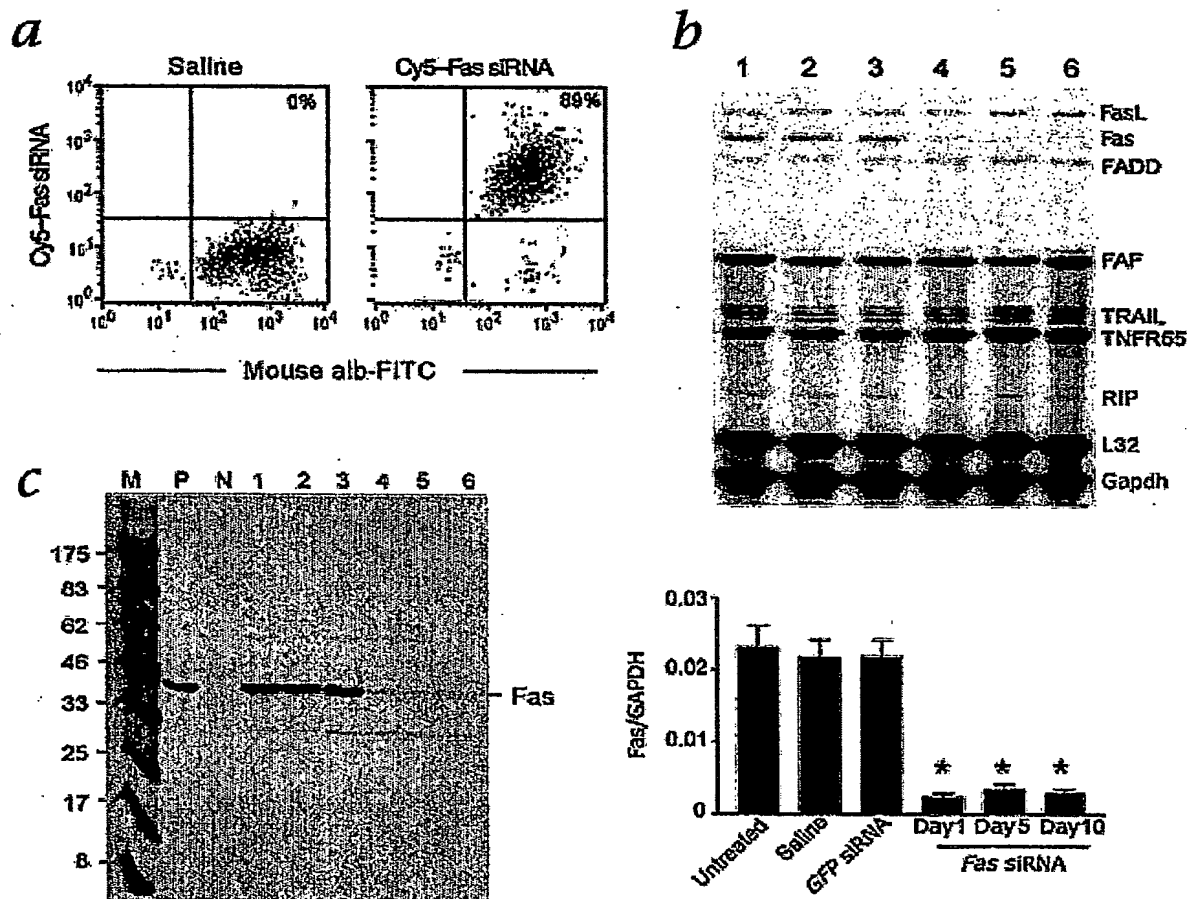 a
Saline
Cy5–Fas siRNA
0%
89%
Cy5–Fas siRNA
10⁴
10³
10²
10¹
10⁰
10⁰ 10¹ 10² 10³ 10⁴
10⁰ 10¹ 10² 10³ 10⁴
Mouse alb-FITC
b
1 2 3 4 5 6
FasL
Fas
FADD
FAF
TRAIL
TNFR55
RIP
L32
Gapdh
c
M P N 1 2 3 4 5 6
175
83
62
46
33
25
17
8
Fas
Fas/GAPDH
0.03
0.02
0.01
0
* * *
Untreated
Saline
GFP siRNA
Day1 Day5 Day10
Fas siRNA